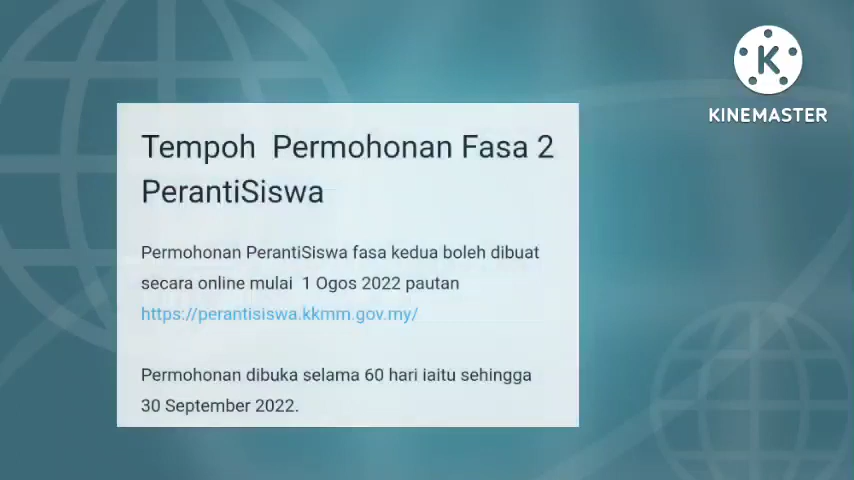 KINEMASTER
Tempoh Permohonan Fasa 2
PerantiSiswa
Permohonan PerantiSiswa fasa kedua boleh dibuat
secara online mulai 1 Ogos 2022 pautan
https://perantisiswa.kkmm.gov.my/
Permohonan dibuka selama 60 hari iaitu sehingga
30 September 2022.